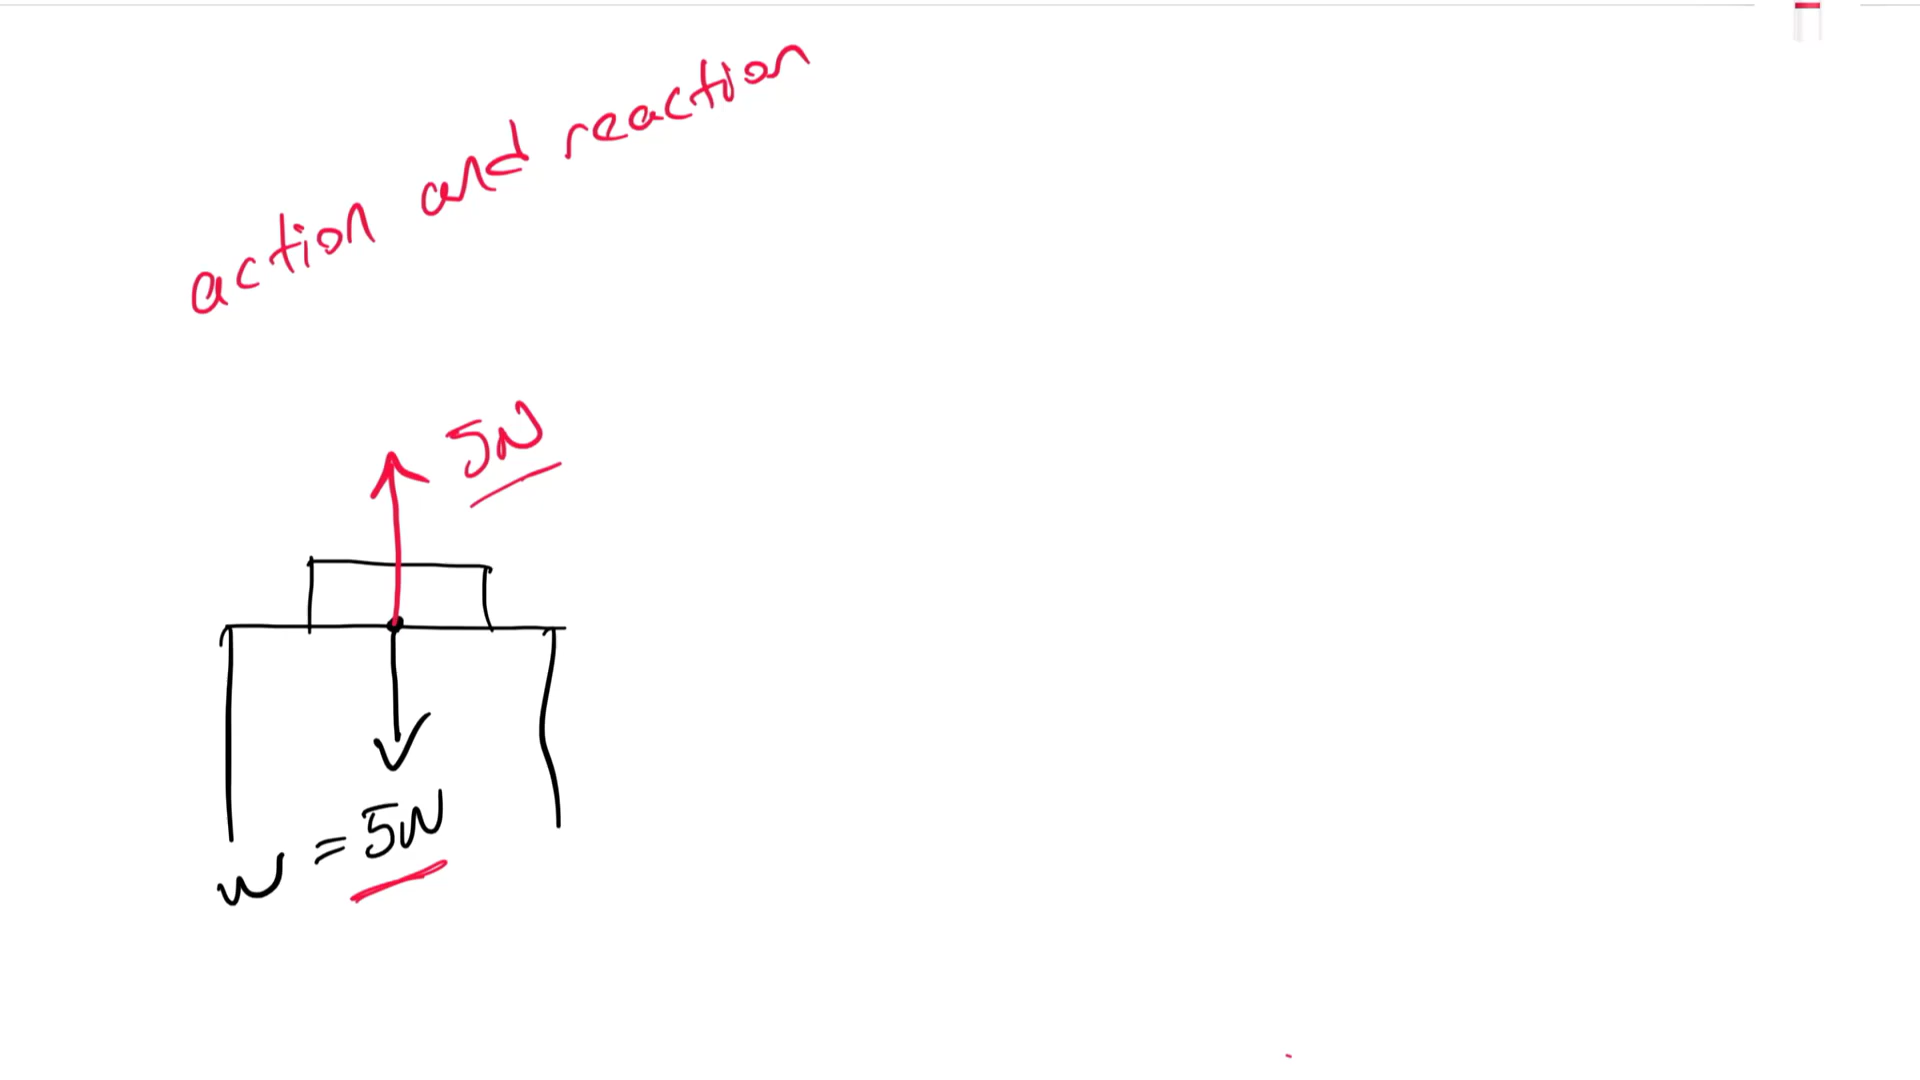 action and reaction
5N
w = 5N